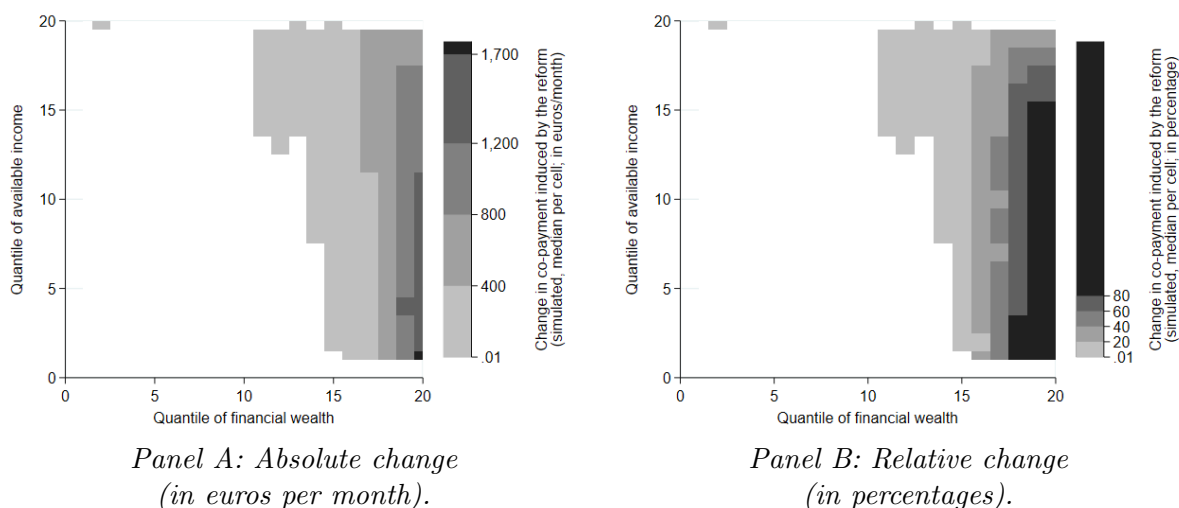 20
15
10
5
0
0
5
10
15
20
Quantile of available income
Quantile of financial wealth
1,700
1,200
800
400
.01
Change in co-payment induced by the reform
(simulated, median per cell; in euros/month)
Panel A: Absolute change
(in euros per month).
20
15
10
5
0
0
5
10
15
20
Quantile of available income
Quantile of financial wealth
80
60
40
20
.01
Change in co-payment induced by the reform
(simulated, median per cell; in percentage)
Panel B: Relative change
(in percentages).